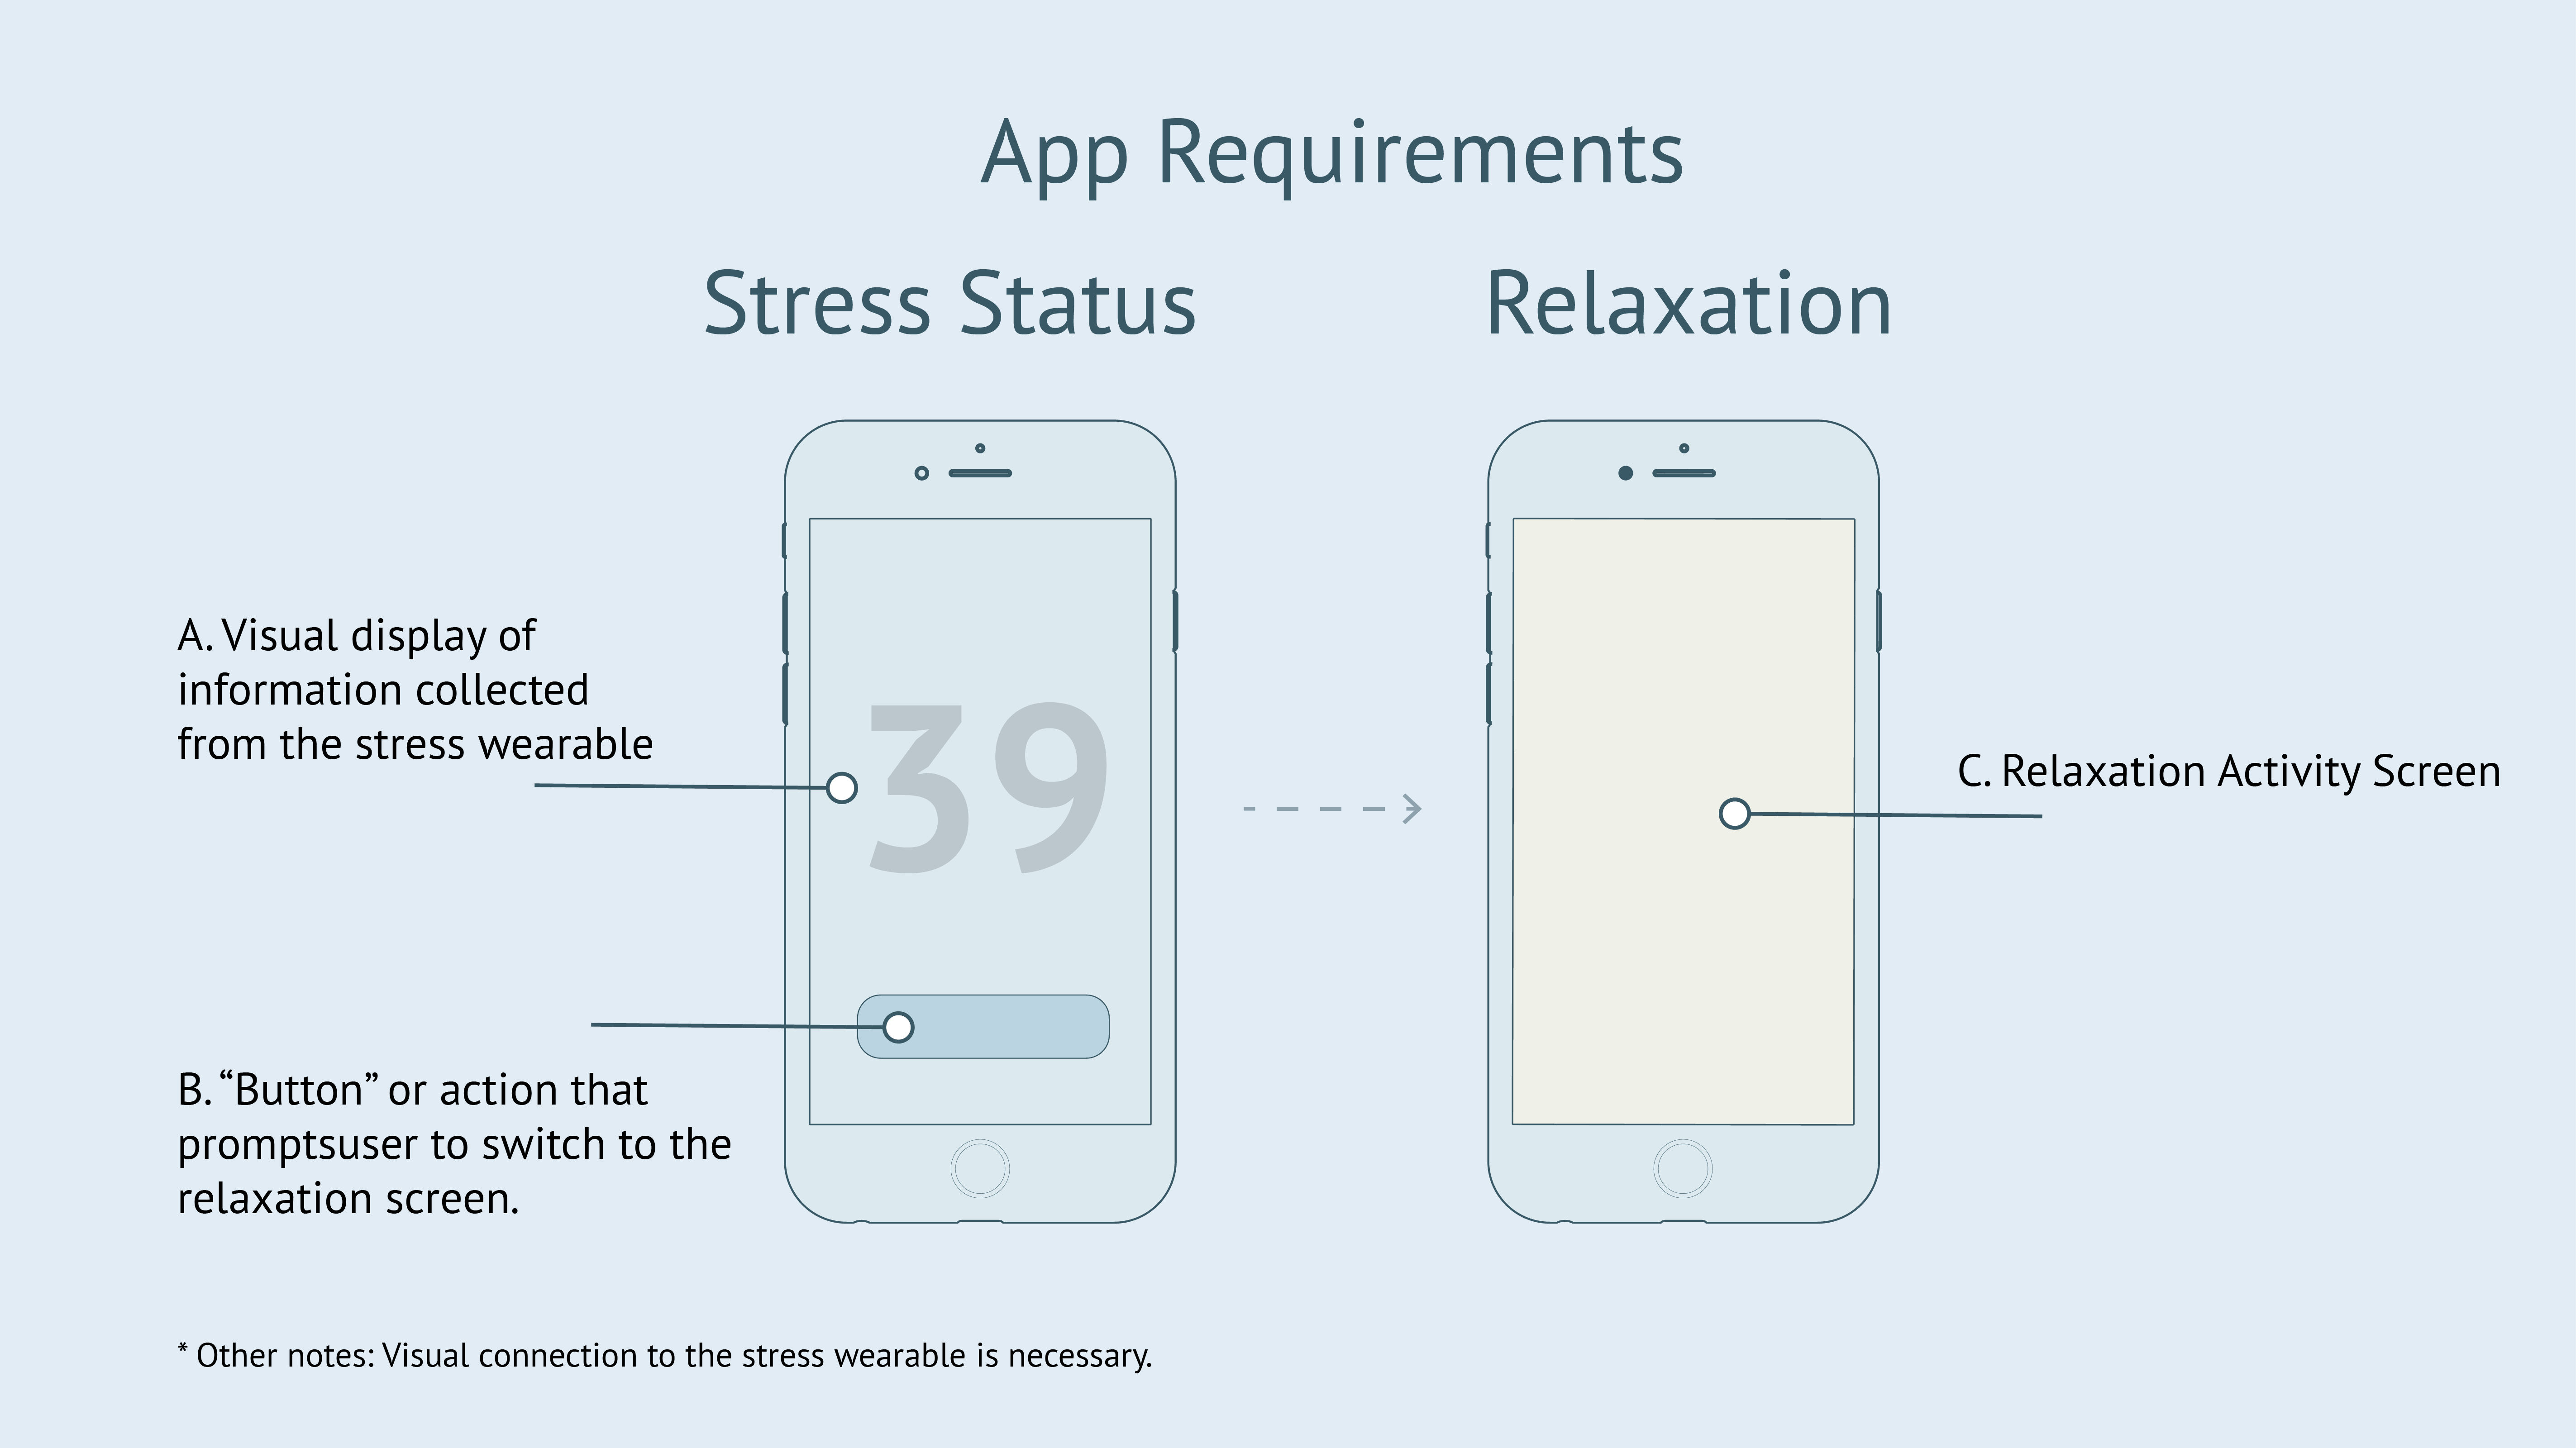 App Requirements
Stress Status
Relaxation
A. Visual display of
information collected
from the stress wearable
39
C. Relaxation Activity Screen
B. “Button” or action that
promptsuser to switch to the
relaxation screen.
* Other notes: Visual connection to the stress wearable is necessary.